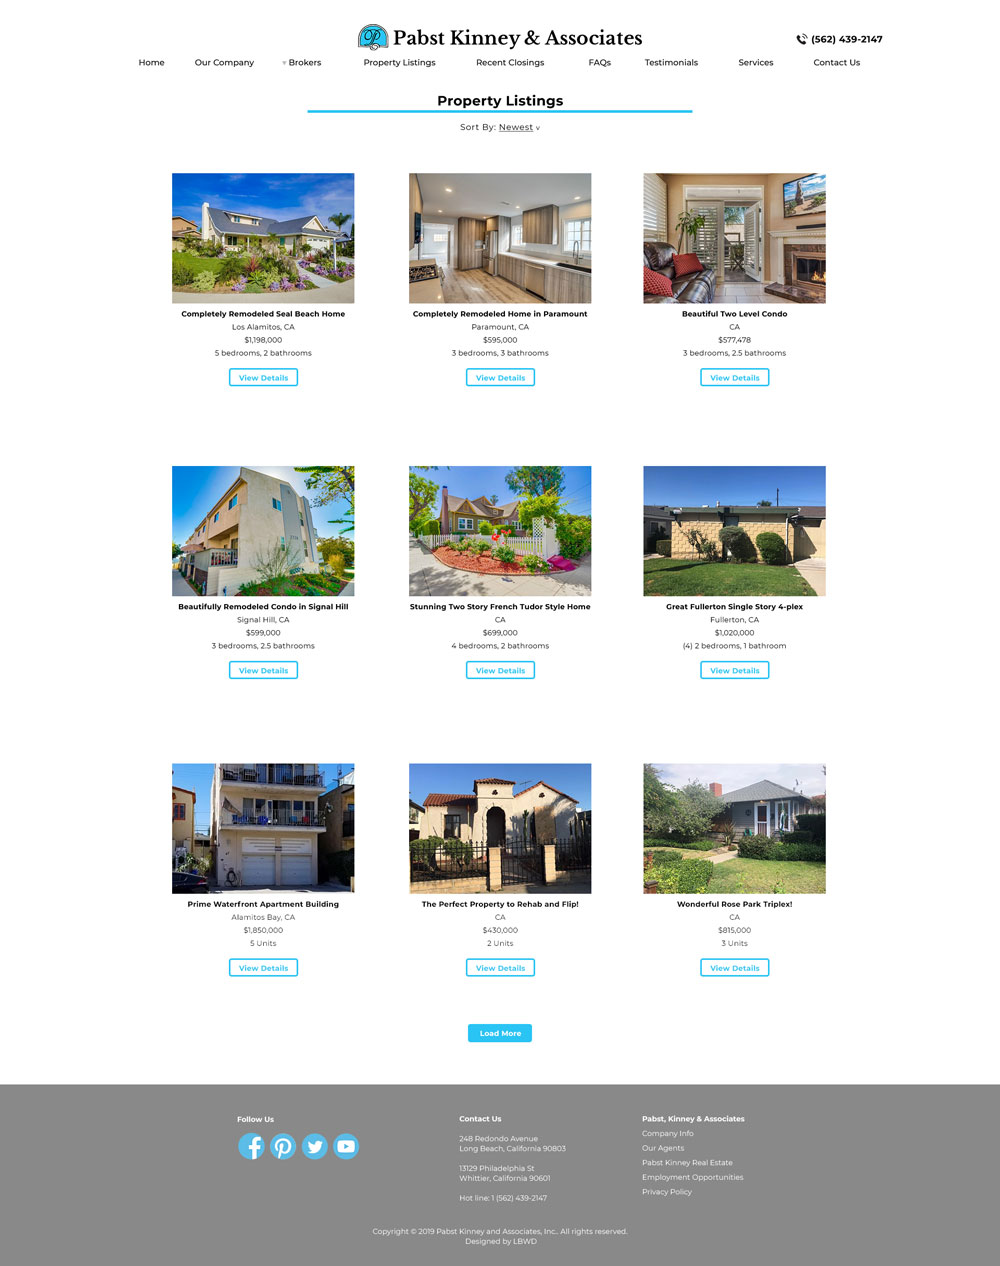 Pabst Kinney & Associates
(562) 439-2147
Home Our Company ▿ Brokers Property Listings Recent Closings FAQs Testimonials Services Contact Us
Property Listings
Sort By: Newest v
Completely Remodeled Seal Beach Home
Los Alamitos, CA
$1,198,000
5 bedrooms, 2 bathrooms
View Details
Completely Remodeled Home in Paramount
Paramount, CA
$595,000
3 bedrooms, 3 bathrooms
View Details
Beautiful Two Level Condo
CA
$577,478
3 bedrooms, 2.5 bathrooms
View Details
Beautifully Remodeled Condo in Signal Hill
Signal Hill, CA
$599,000
3 bedrooms, 2.5 bathrooms
View Details
Stunning Two Story French Tudor Style Home
CA
$699,000
4 bedrooms, 2 bathrooms
View Details
Great Fullerton Single Story 4-plex
Fullerton, CA
$1,020,000
(4) 2 bedrooms, 1 bathroom
View Details
Prime Waterfront Apartment Building
Alamitos Bay, CA
$1,850,000
5 Units
View Details
The Perfect Property to Rehab and Flip!
CA
$430,000
2 Units
View Details
Wonderful Rose Park Triplex!
CA
$815,000
3 Units
View Details
Load More
Follow Us
Contact Us
248 Redondo Avenue
Long Beach, California 90803
13129 Philadelphia St
Whittier, California 90601
Hot line: 1 (562) 439-2147
Pabst, Kinney & Associates
Company Info
Our Agents
Pabst Kinney Real Estate
Employment Opportunities
Privacy Policy
Copyright © 2019 Pabst Kinney and Associates, Inc.. All rights reserved.
Designed by LBWD